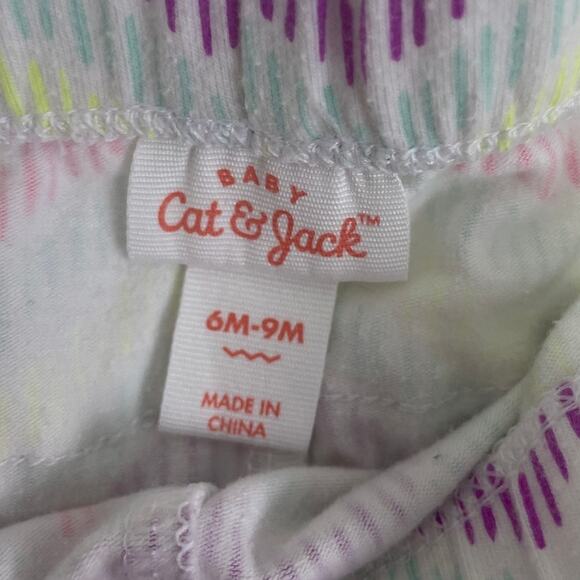 BABY
Cat & Jack™
6M-9M
MADE IN
CHINA